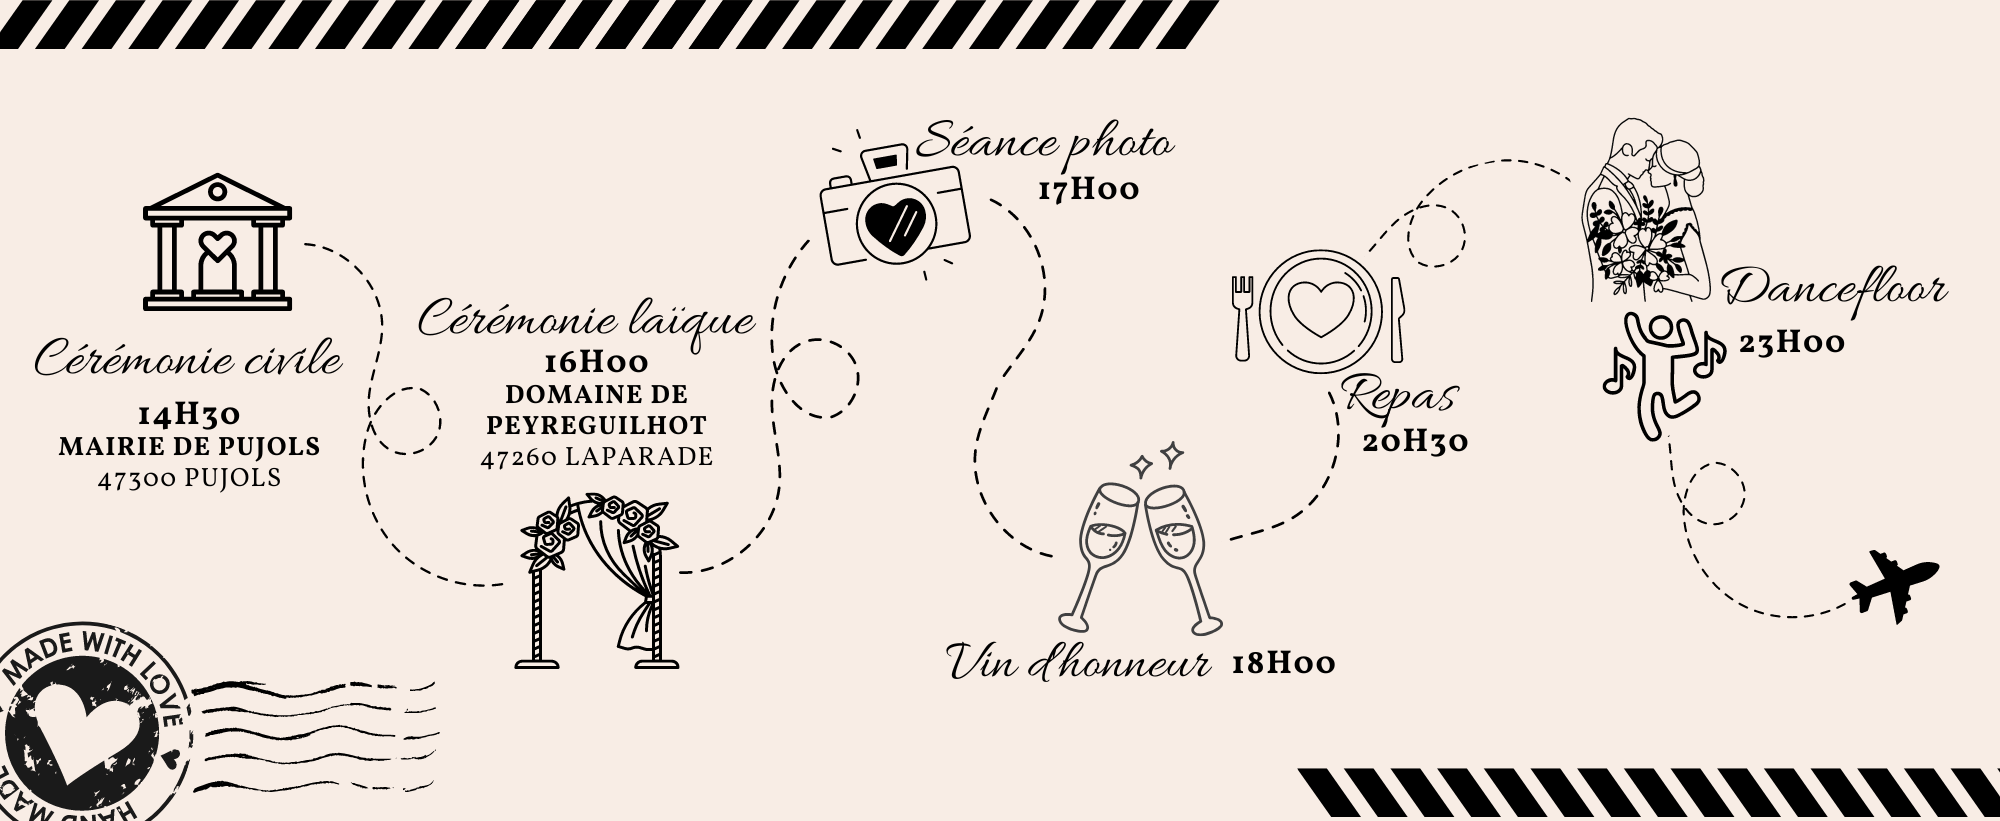 Cérémonie civile
14H30
MAIRIE DE PUJOLS
47300 PUJOLS
Cérémonie laïque
16H00
DOMAINE DE
PEYREGUILHOT
47260 LAPARADE
Séance photo
17H00
Vin d'honneur 18H00
Repas
20H30
Dancefloor
23H00
MADE WITH LOVE
HAND MADE